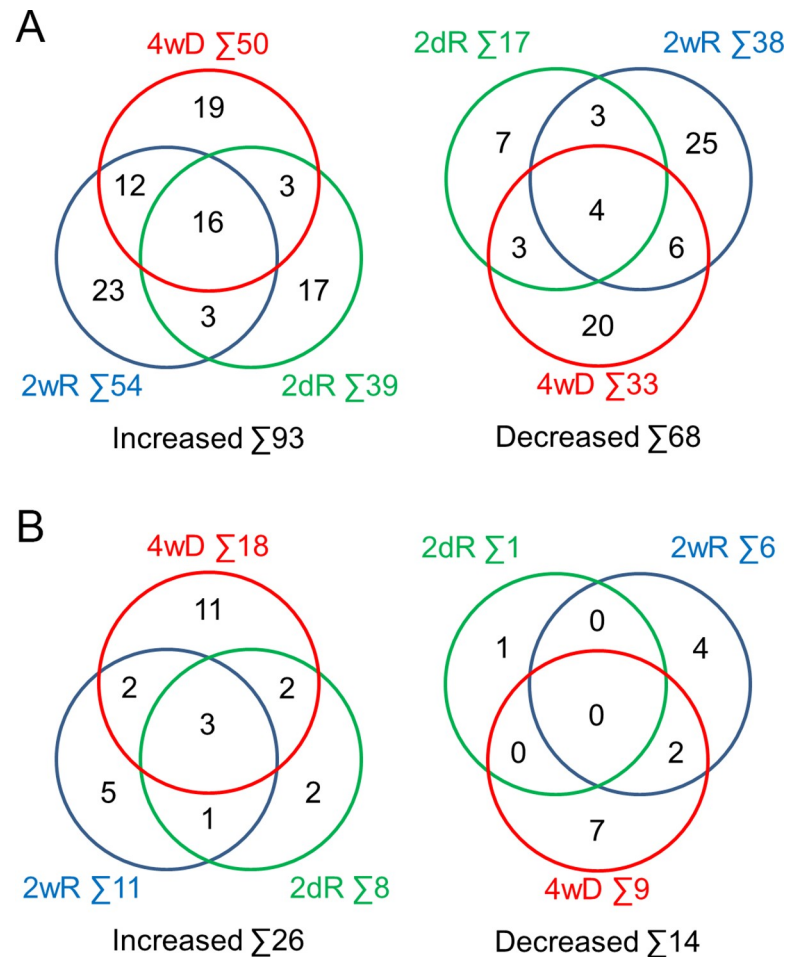 A
4wD ∑50
19
12
3
16
23
17
3
2wR ∑54
2dR ∑39
Increased ∑93
2dR ∑17
2wR ∑38
3
7
25
4
3
6
20
4wD ∑33
Decreased ∑68
B
4wD ∑18
11
2
2
3
5
2
1
2wR ∑11
2dR ∑8
Increased ∑26
2dR ∑1
2wR ∑6
0
1
4
0
0
2
7
4wD ∑9
Decreased ∑14